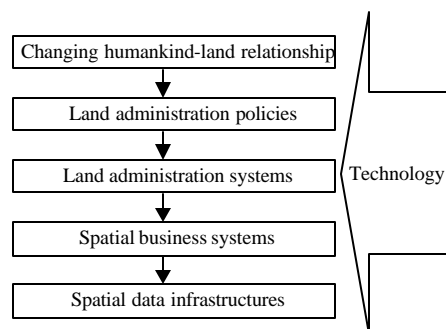 Changing humankind-land relationship
Land administration policies
Land administration systems
Technology
Spatial business systems
Spatial data infrastructures